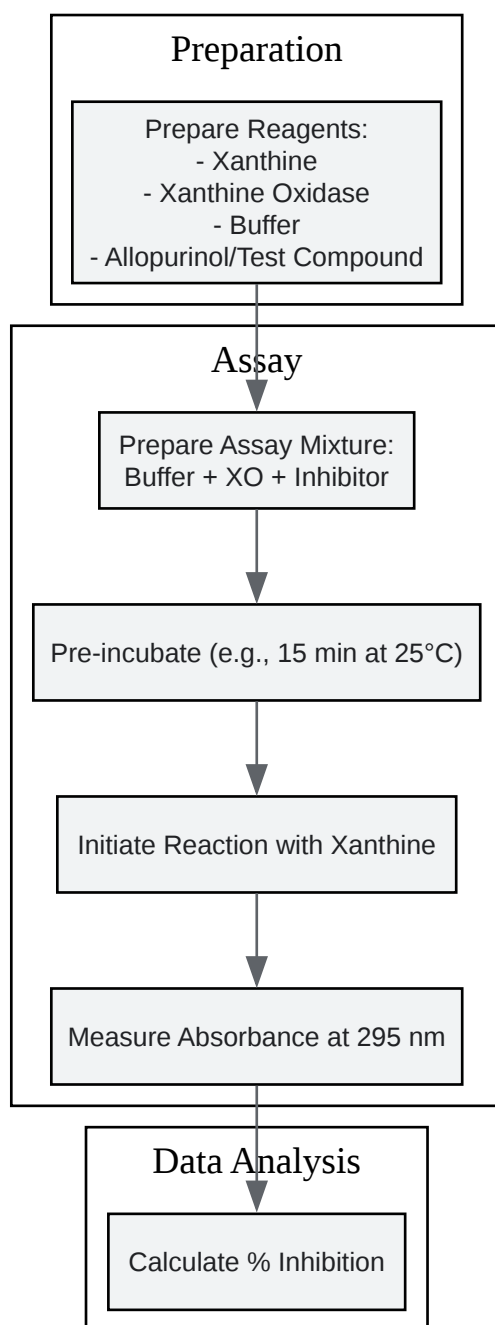 Preparation
Prepare Reagents:
- Xanthine
- Xanthine Oxidase
- Buffer
- Allopurinol/Test Compound
Assay
Prepare Assay Mixture:
Buffer + XO + Inhibitor
Pre-incubate (e.g., 15 min at 25°C)
Initiate Reaction with Xanthine
Measure Absorbance at 295 nm
Data Analysis
Calculate % Inhibition